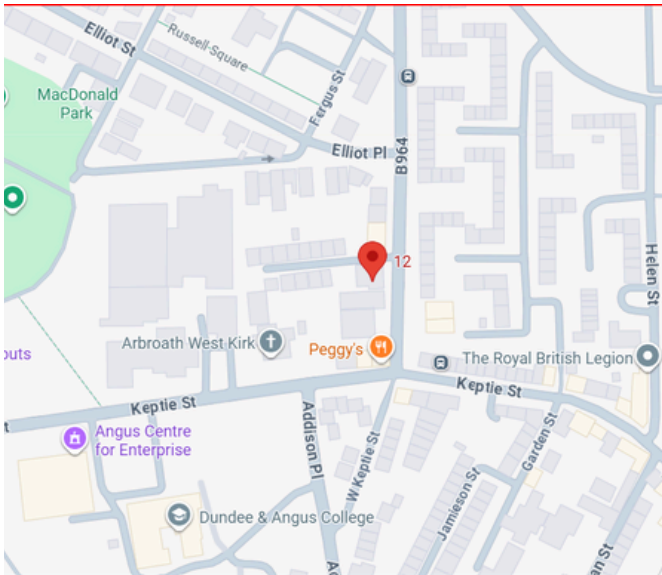 Elliot St
Russell-Square
MacDonald
Park
Fergus St
Elliot Pl
B964
12
Helen St
Arbroath West Kirk
Peggy's
The Royal British Legion
outs
Keptie St
Keptie St
Addison Pl
W Keptie St
Garden St
Jamieson St
Angus Centre
for Enterprise
Dundee & Angus College